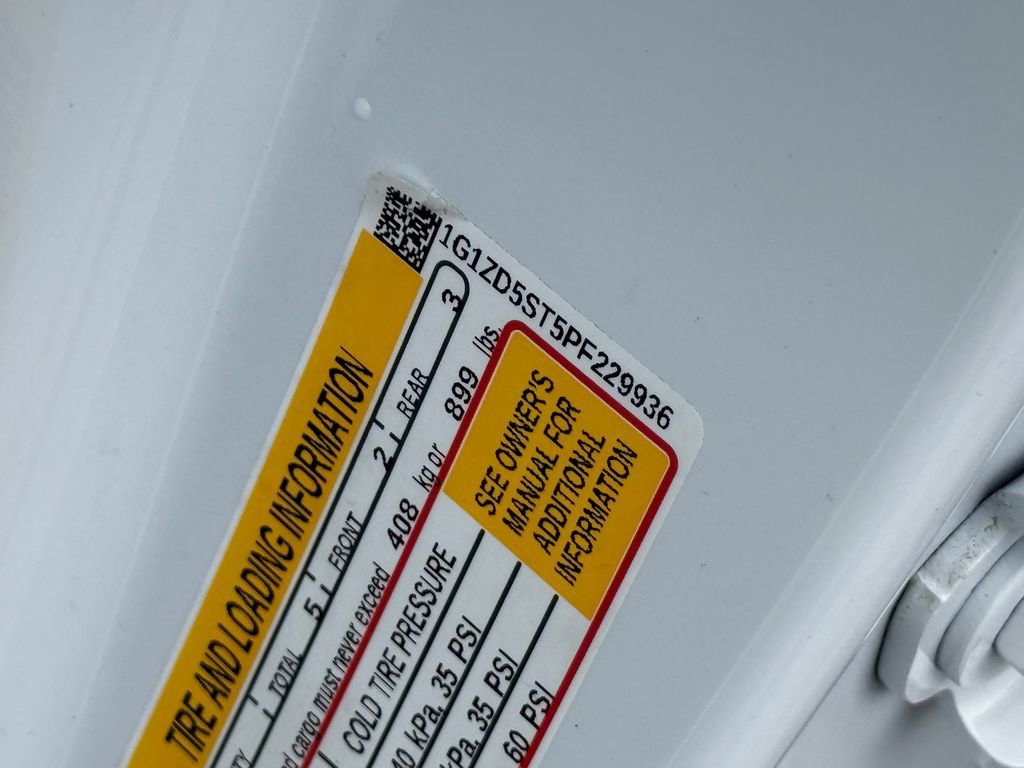 1G1ZD5ST5PF229936
TIRE AND LOADING INFORMATION
TOTAL 5 FRONT 2 REAR 3
cargo must never exceed 408 kg or 899 lbs.
COLD TIRE PRESSURE
SEE OWNER'S
MANUAL FOR
ADDITIONAL
INFORMATION
kPa, 35 PSI
kPa, 35 PSI
60 PSI